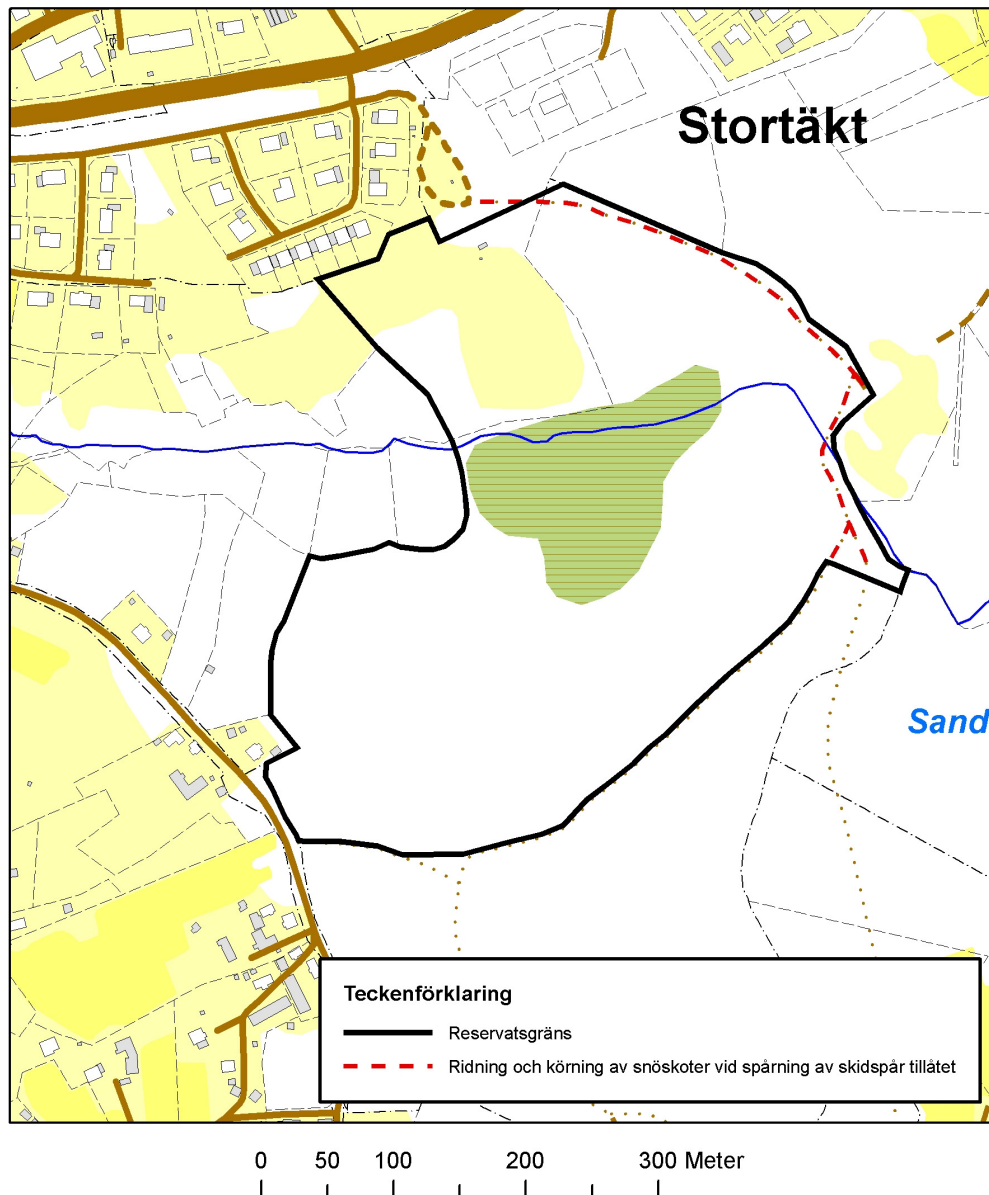 Stortäkt
Sand
Teckenförklaring
Reservatsgräns
Ridning och körning av snöskoter vid spårning av skidspår tillåtet
0 50 100 200 300 Meter